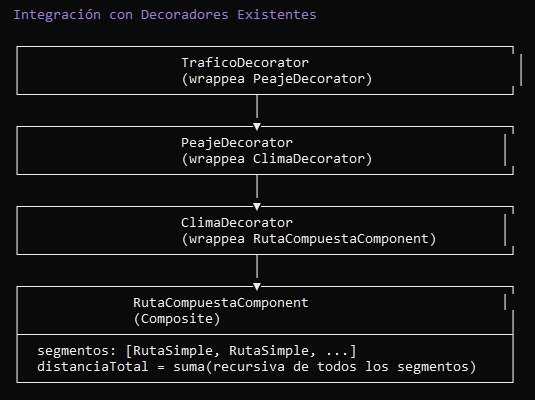 Integración con Decoradores Existentes
TraficoDecorator
(wrappea PeajeDecorator)
PeajeDecorator
(wrappea ClimaDecorator)
ClimaDecorator
(wrappea RutaCompuestaComponent)
RutaCompuestaComponent
(Composite)
segmentos: [RutaSimple, RutaSimple, ...]
distanciaTotal = suma(recursiva de todos los segmentos)